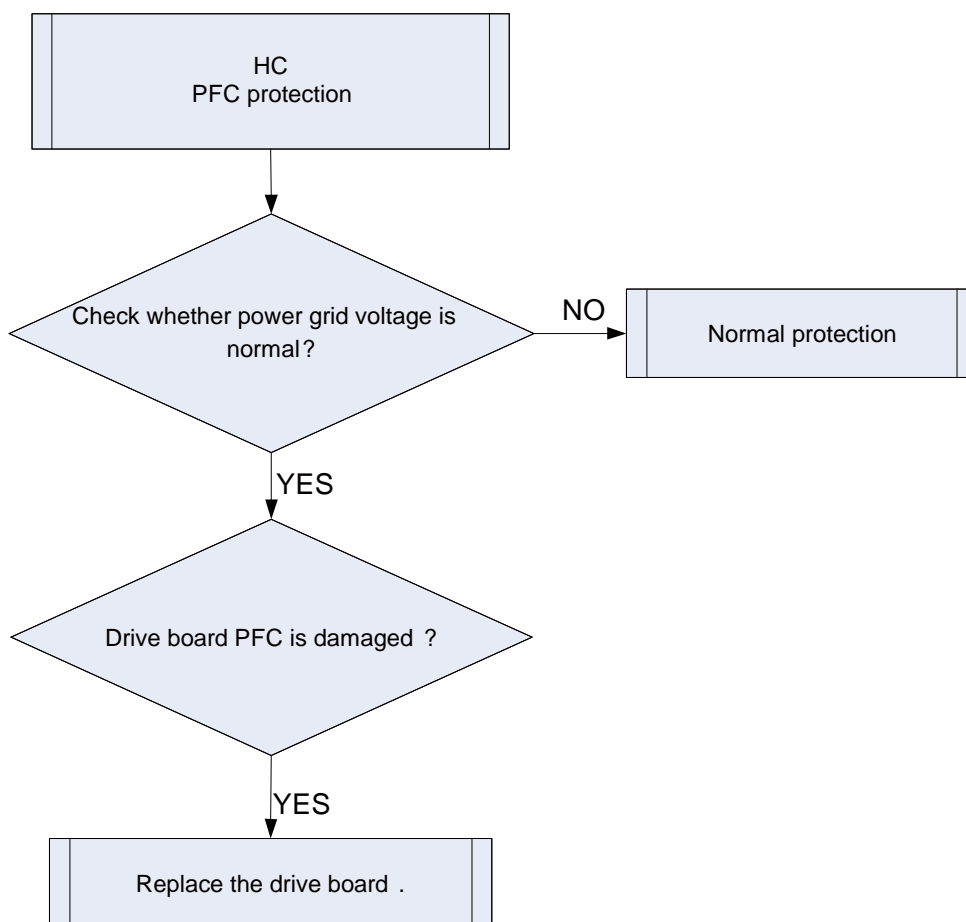 HC
PFC protection
Check whether power grid voltage is
normal?
NO
Normal protection
YES
Drive board PFC is damaged ?
YES
Replace the drive board .